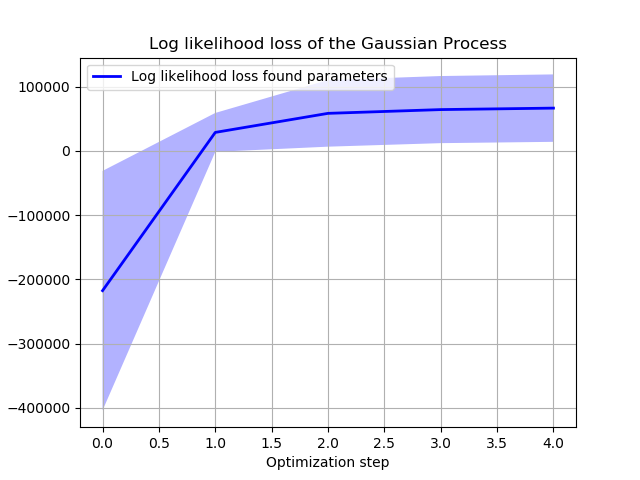 Log likelihood loss of the Gaussian Process
Log likelihood loss found parameters
100000
0
−100000
−200000
−300000
−400000
0.0 0.5 1.0 1.5 2.0 2.5 3.0 3.5 4.0
Optimization step